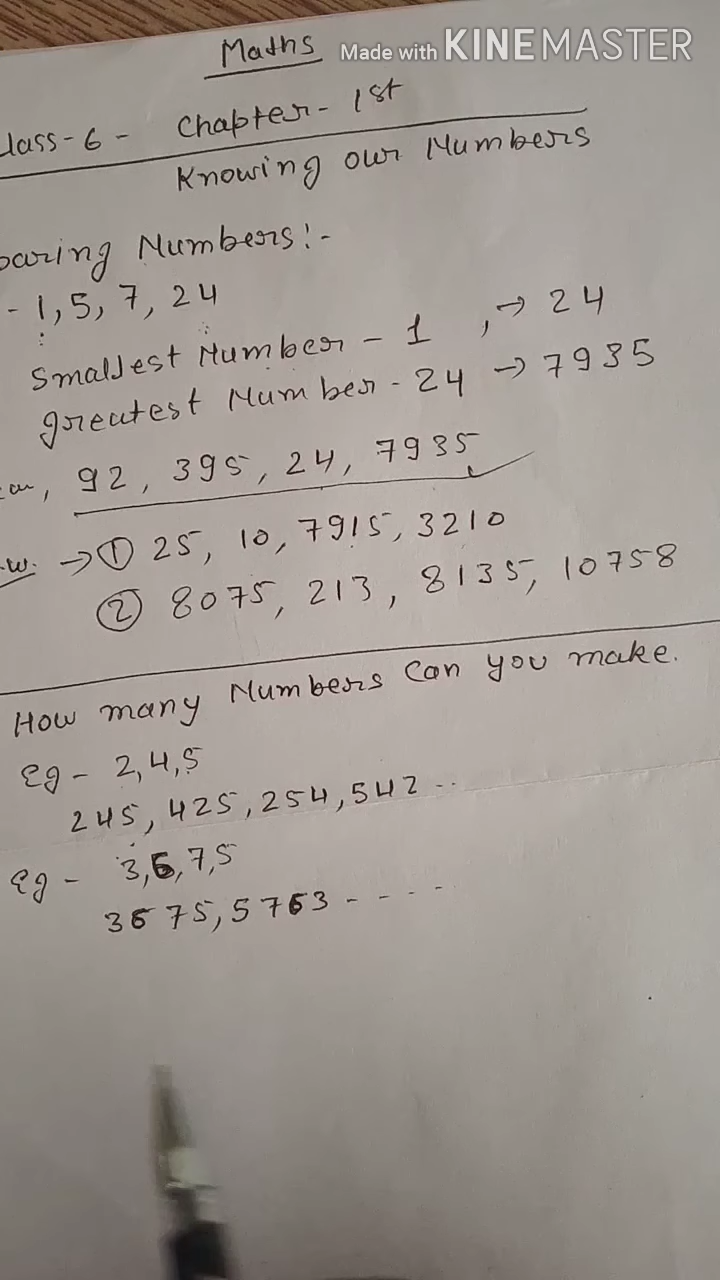 Maths
Made with KINEMASTER
lass-6 - Chapter- 1st
Knowing our Numbers
paring Numbers:-
- 1, 5, 7, 24
Smallest Number - 1 , → 24
greatest Number - 24 → 7935
, 92, 395, 24, 7935
.w. → ① 25, 10, 7915, 3210
② 8075, 213, 8135, 10758
How many Numbers Can you make.
Eg - 2,4,5
245, 425, 254, 542 --
Eg - 3,6,7,5
3675, 5763 - - - -